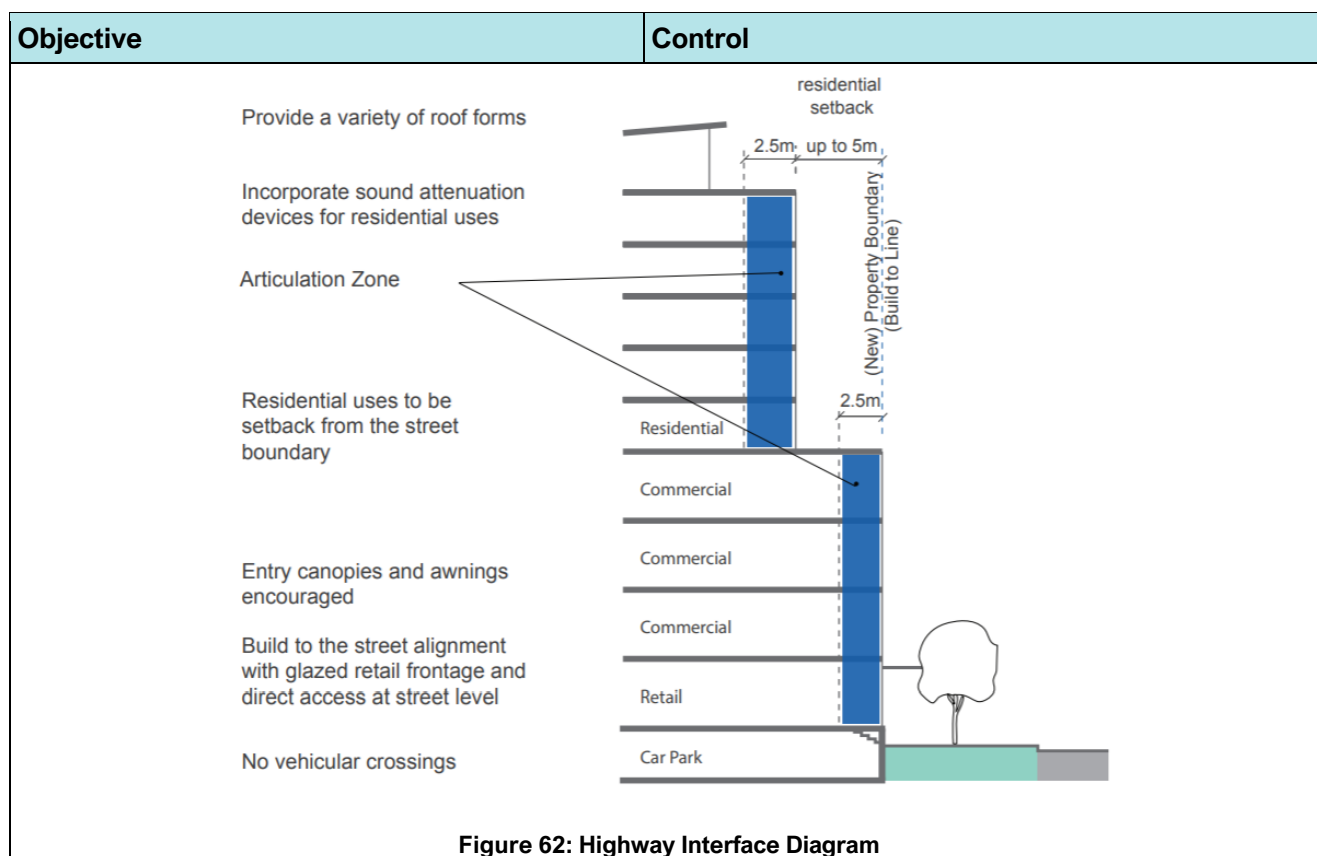 Objective
Control
residential
setback
Provide a variety of roof forms
2.5m
up to 5m
Incorporate sound attenuation
devices for residential uses
(New) Property Boundary
(Build to Line)
Articulation Zone
Residential uses to be
setback from the street
boundary
2.5m
Residential
Commercial
Commercial
Entry canopies and awnings
encouraged
Commercial
Build to the street alignment
with glazed retail frontage and
direct access at street level
Retail
No vehicular crossings
Car Park
Figure 62: Highway Interface Diagram